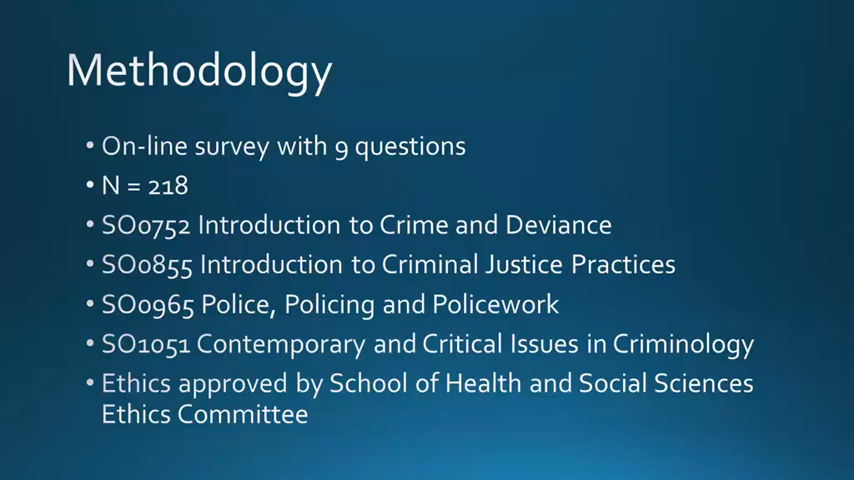 Methodology
• On-line survey with 9 questions
• N = 218
• SO0752 Introduction to Crime and Deviance
• SO0855 Introduction to Criminal Justice Practices
• SO0965 Police, Policing and Policework
• SO1051 Contemporary and Critical Issues in Criminology
• Ethics approved by School of Health and Social Sciences
Ethics Committee